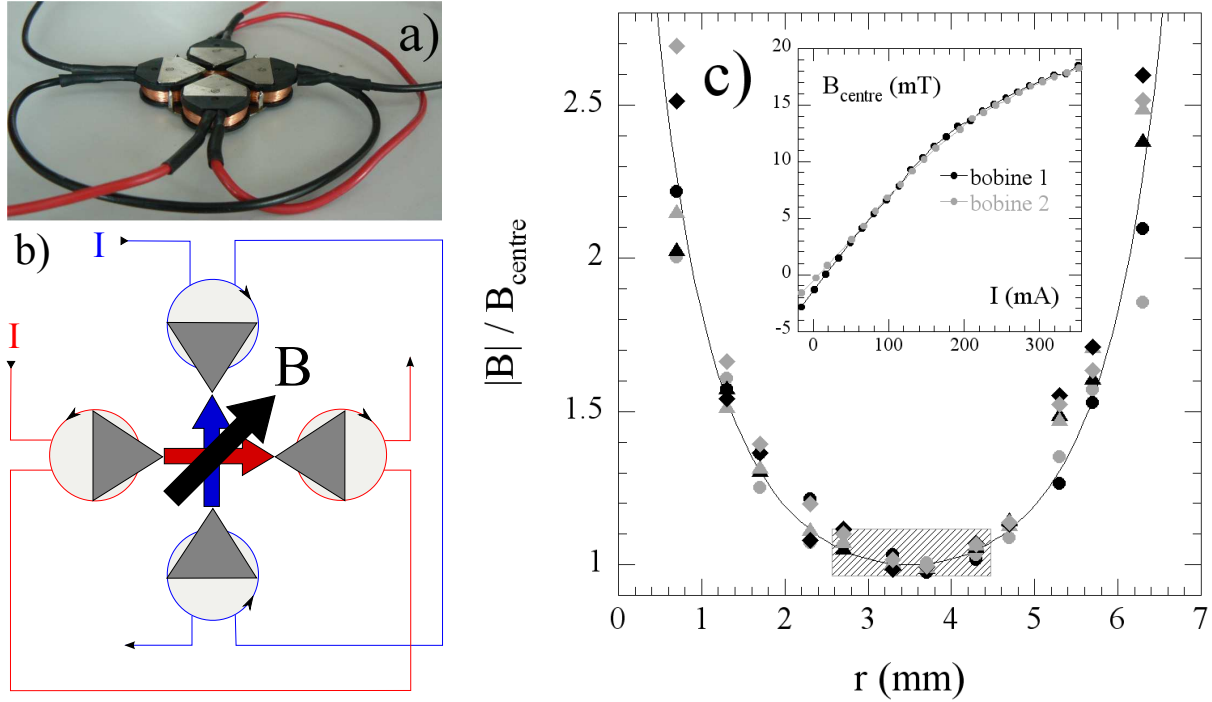 a)
b)
I
I
B
c)
|B| / B_centre
2.5
2
1.5
1
0 1 2 3 4 5 6 7
r (mm)
B_centre (mT)
20
15
10
5
0
-5
0 100 200 300
I (mA)
bobine 1
bobine 2